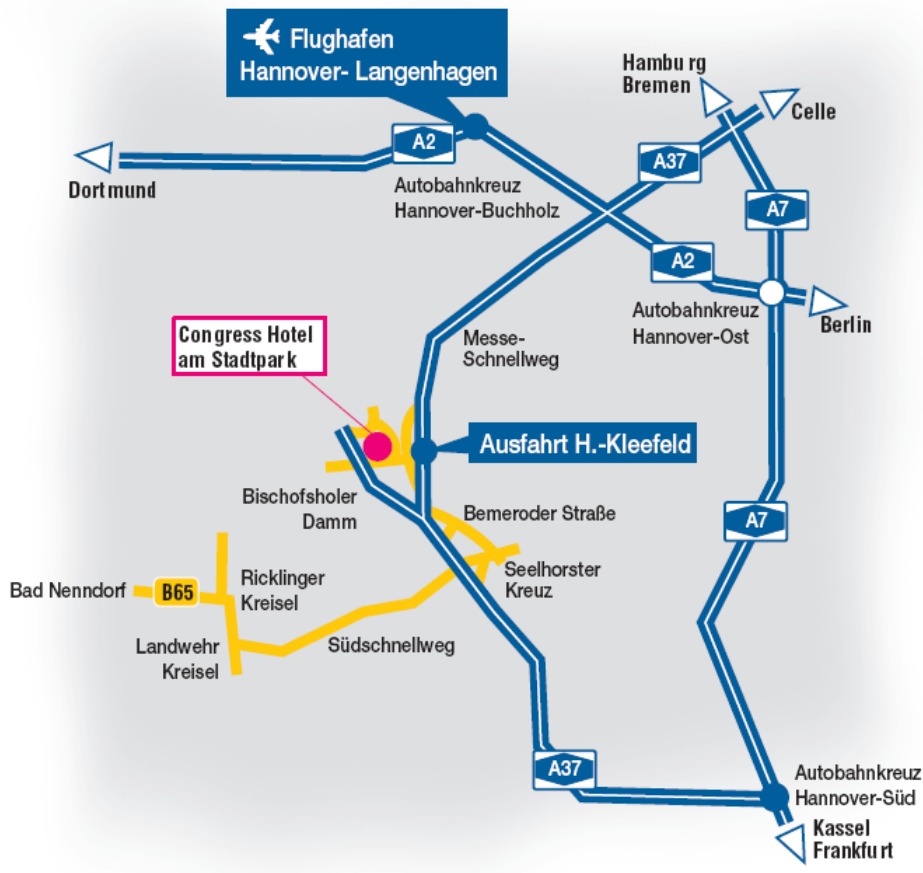 Flughafen
Hannover- Langenhagen
Hamburg
Bremen
Celle
A2
A37
Dortmund
Autobahnkreuz
Hannover-Buchholz
A7
A2
Autobahnkreuz
Hannover-Ost
Berlin
Congress Hotel
am Stadtpark
Messe-
Schnellweg
Ausfahrt H.-Kleefeld
Bischofsholer
Damm
Bemeroder Straße
A7
Seelhorster
Kreuz
Bad Nenndorf
B65
Ricklinger
Kreisel
Landwehr
Kreisel
Südschnellweg
A37
Autobahnkreuz
Hannover-Süd
Kassel
Frankfurt